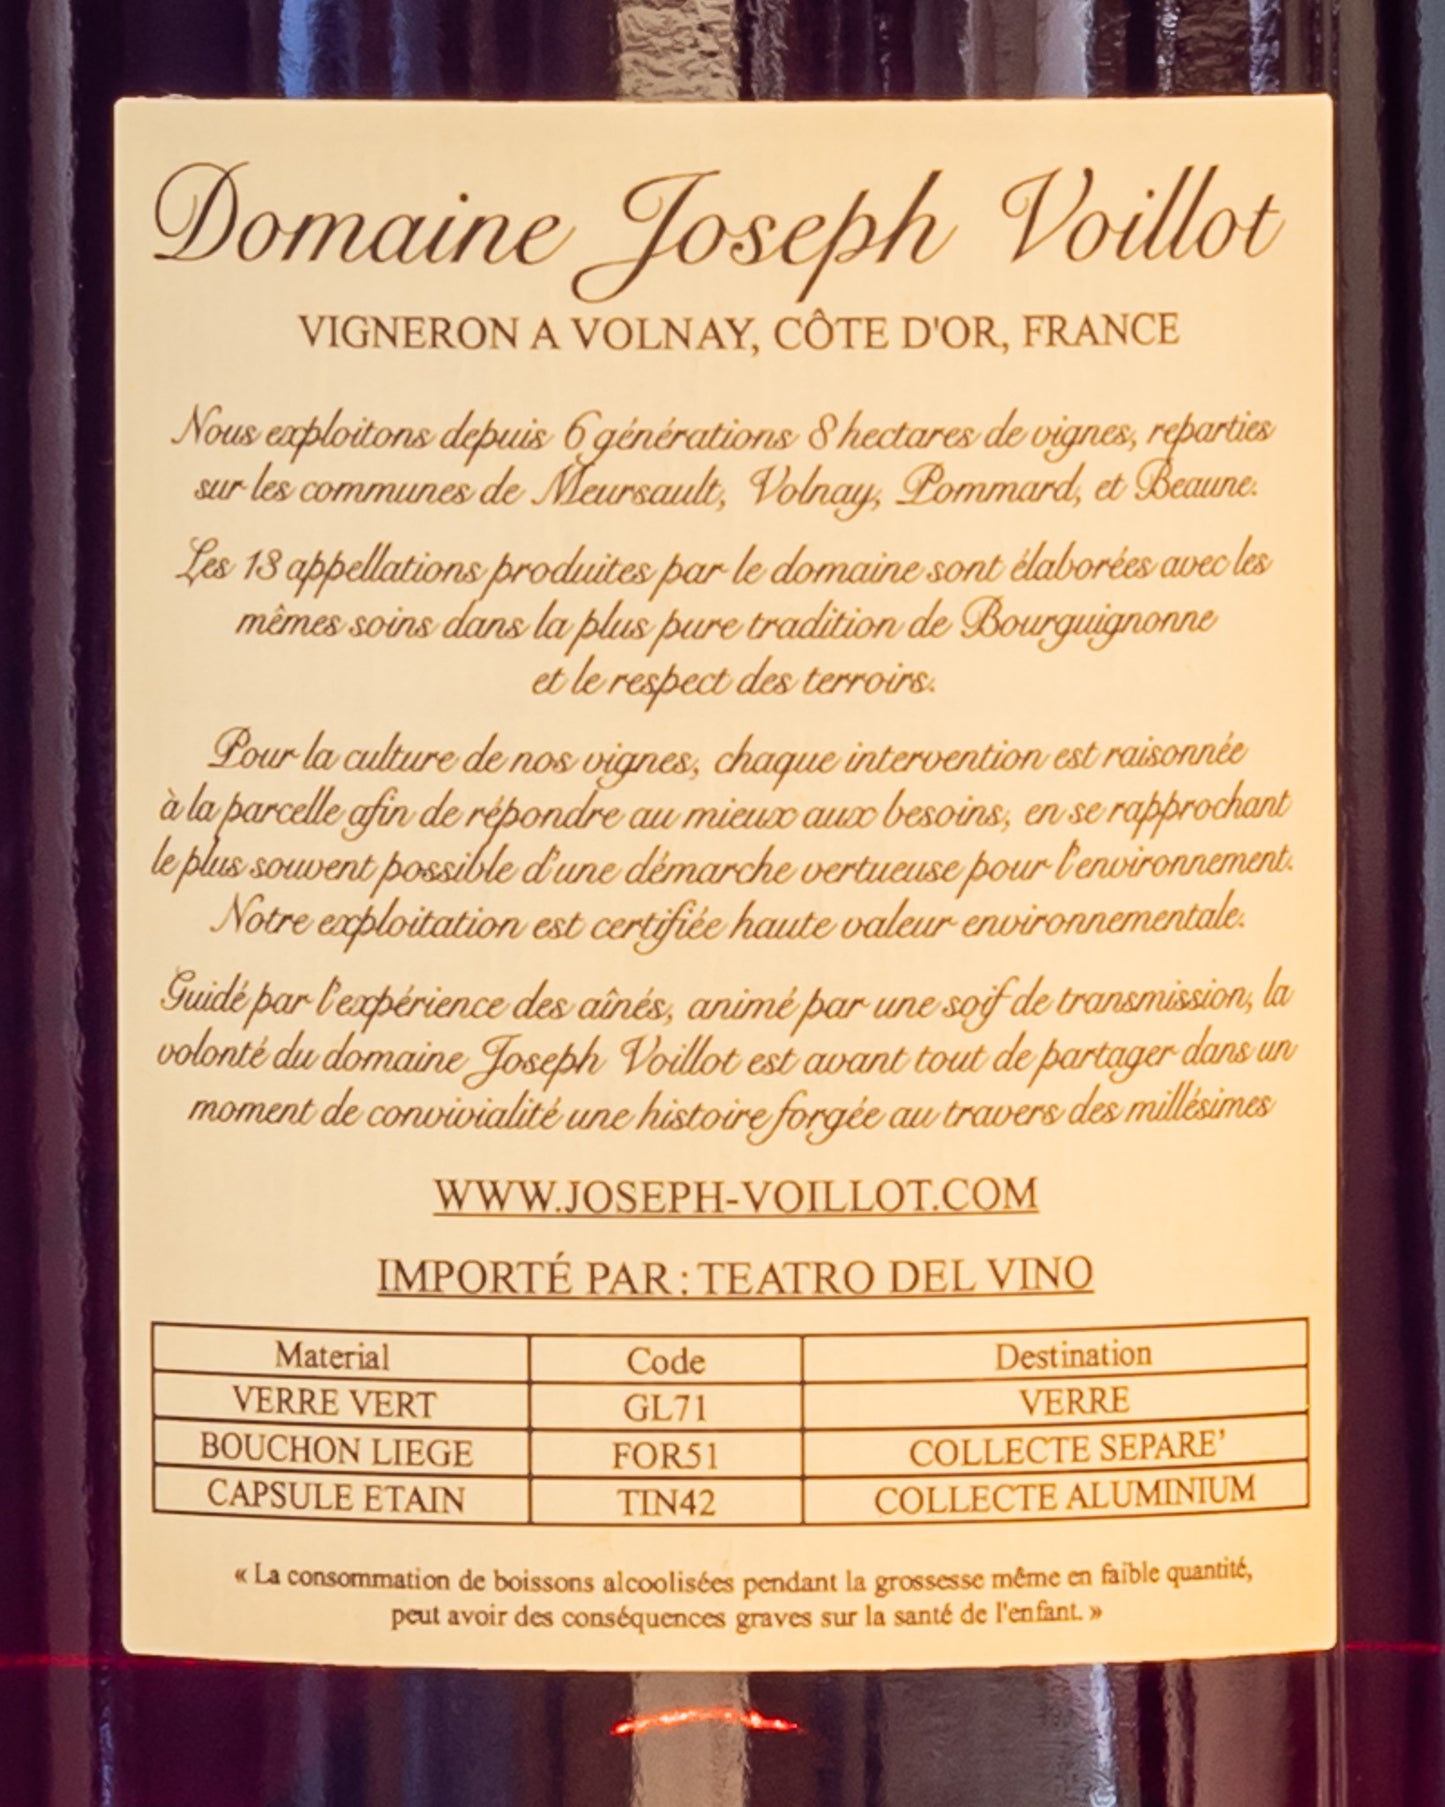 Domaine Joseph Voillot
VIGNERON A VOLNAY, CÔTE D'OR, FRANCE
Nous exploitons depuis 6 générations 8 hectares de vignes, reparties
sur les communes de Meursault, Volnay, Pommard, et Beaune.
Les 13 appellations produites par le domaine sont élaborées avec les
mêmes soins dans la plus pure tradition de Bourguignonne
et le respect des terroirs.
Pour la culture de nos vignes, chaque intervention est raisonnée
à la parcelle afin de répondre au mieux aux besoins, en se rapprochant
le plus souvent possible d'une démarche vertueuse pour l'environnement.
Notre exploitation est certifiée haute valeur environnementale.
Guidé par l'expérience des aînés, animé par une soif de transmission, la
volonté du domaine Joseph Voillot est avant tout de partager dans un
moment de convivialité une histoire forgée au travers des millésimes
WWW.JOSEPH-VOILLOT.COM
IMPORTÉ PAR : TEATRO DEL VINO
Material Code Destination
VERRE VERT GL71 VERRE
BOUCHON LIEGE FOR51 COLLECTE SEPARE'
CAPSULE ETAIN TIN42 COLLECTE ALUMINIUM
« La consommation de boissons alcoolisées pendant la grossesse même en faible quantité,
peut avoir des conséquences graves sur la santé de l'enfant. »